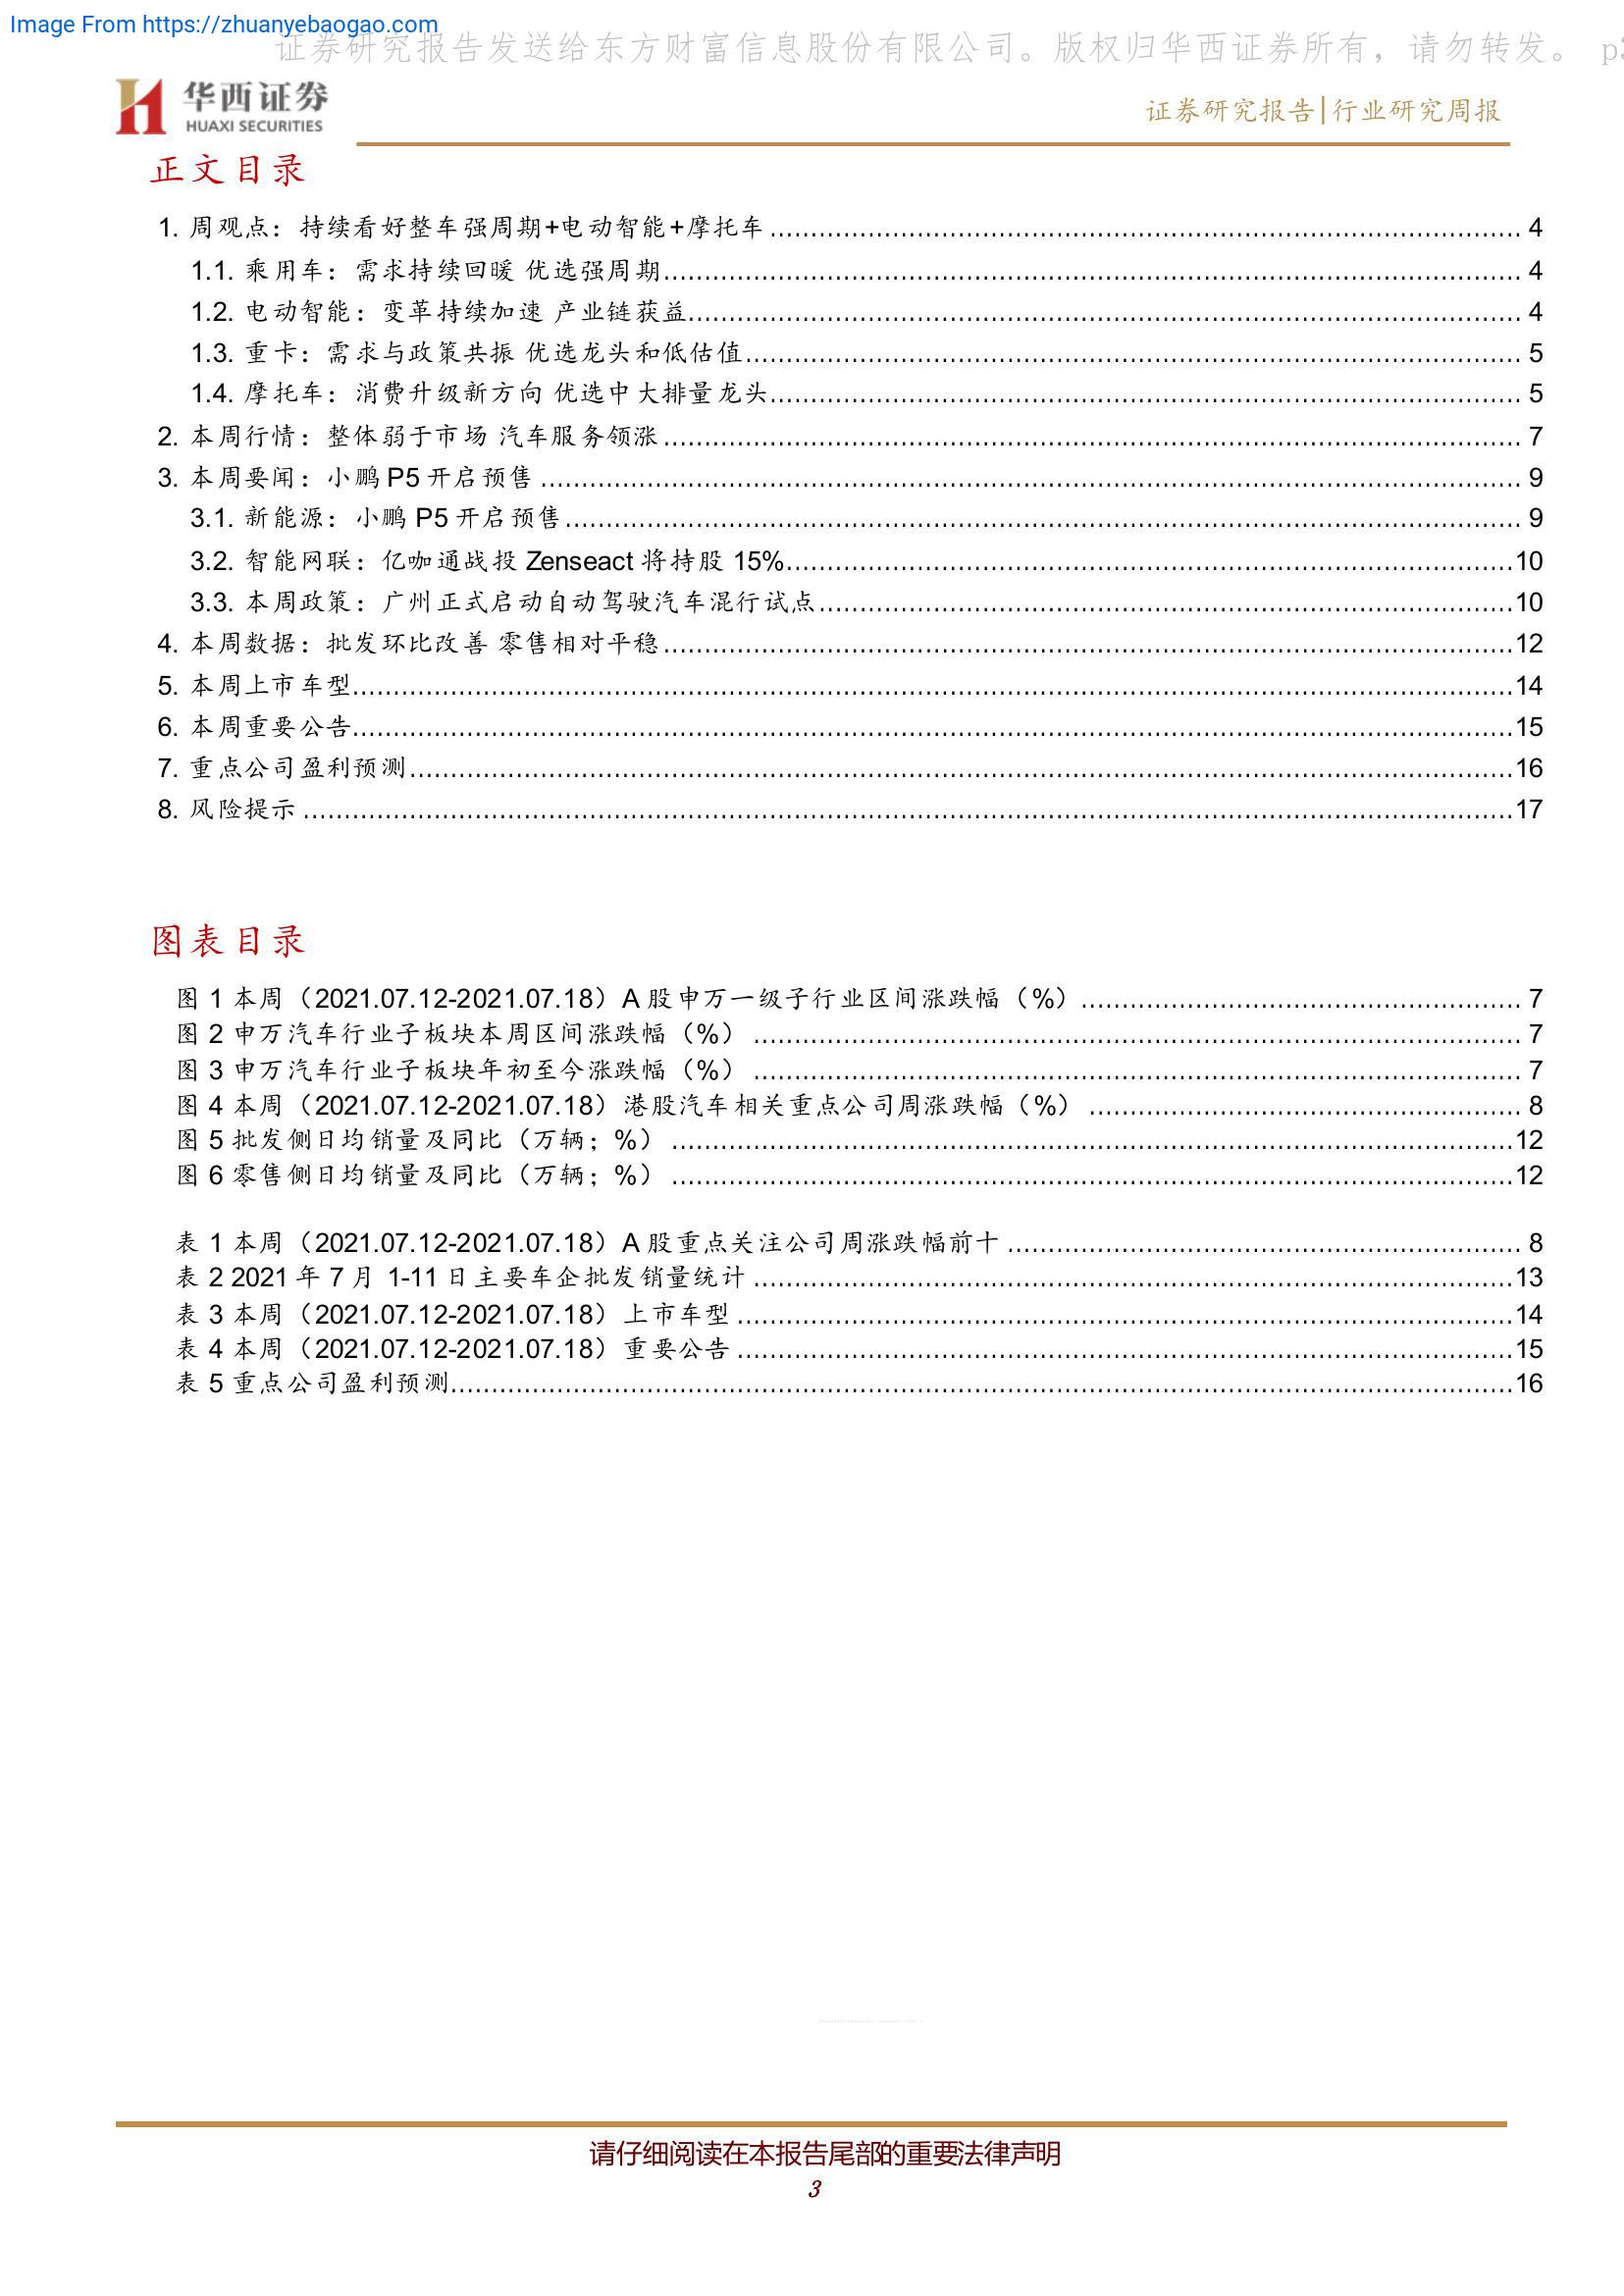 Image From https://zhuanyebaogao.com
证券研究报告发送给东方财富信息股份有限公司。版权归华西证券所有，请勿转发。 p3
华西证券
HUAXI SECURITIES
证券研究报告|行业研究周报
正文目录
1. 周观点：持续看好整车强周期+电动智能+摩托车 4
1.1. 乘用车：需求持续回暖 优选强周期 4
1.2. 电动智能：变革持续加速 产业链获益 4
1.3. 重卡：需求与政策共振 优选龙头和低估值 5
1.4. 摩托车：消费升级新方向 优选中大排量龙头 5
2. 本周行情：整体弱于市场 汽车服务领涨 7
3. 本周要闻：小鹏 P5 开启预售 9
3.1. 新能源：小鹏 P5 开启预售 9
3.2. 智能网联：亿咖通战投 Zenseact 将持股 15% 10
3.3. 本周政策：广州正式启动自动驾驶汽车混行试点 10
4. 本周数据：批发环比改善 零售相对平稳 12
5. 本周上市车型 14
6. 本周重要公告 15
7. 重点公司盈利预测 16
8. 风险提示 17
图表目录
图 1 本周（2021.07.12-2021.07.18）A 股申万一级子行业区间涨跌幅（%） 7
图 2 申万汽车行业子板块本周区间涨跌幅（%） 7
图 3 申万汽车行业子板块年初至今涨跌幅（%） 7
图 4 本周（2021.07.12-2021.07.18）港股汽车相关重点公司周涨跌幅（%） 8
图 5 批发侧日均销量及同比（万辆；%） 12
图 6 零售侧日均销量及同比（万辆；%） 12
表 1 本周（2021.07.12-2021.07.18）A 股重点关注公司周涨跌幅前十 8
表 2 2021 年 7 月 1-11 日主要车企批发销量统计 13
表 3 本周（2021.07.12-2021.07.18）上市车型 14
表 4 本周（2021.07.12-2021.07.18）重要公告 15
表 5 重点公司盈利预测 16
请仔细阅读在本报告尾部的重要法律声明
3